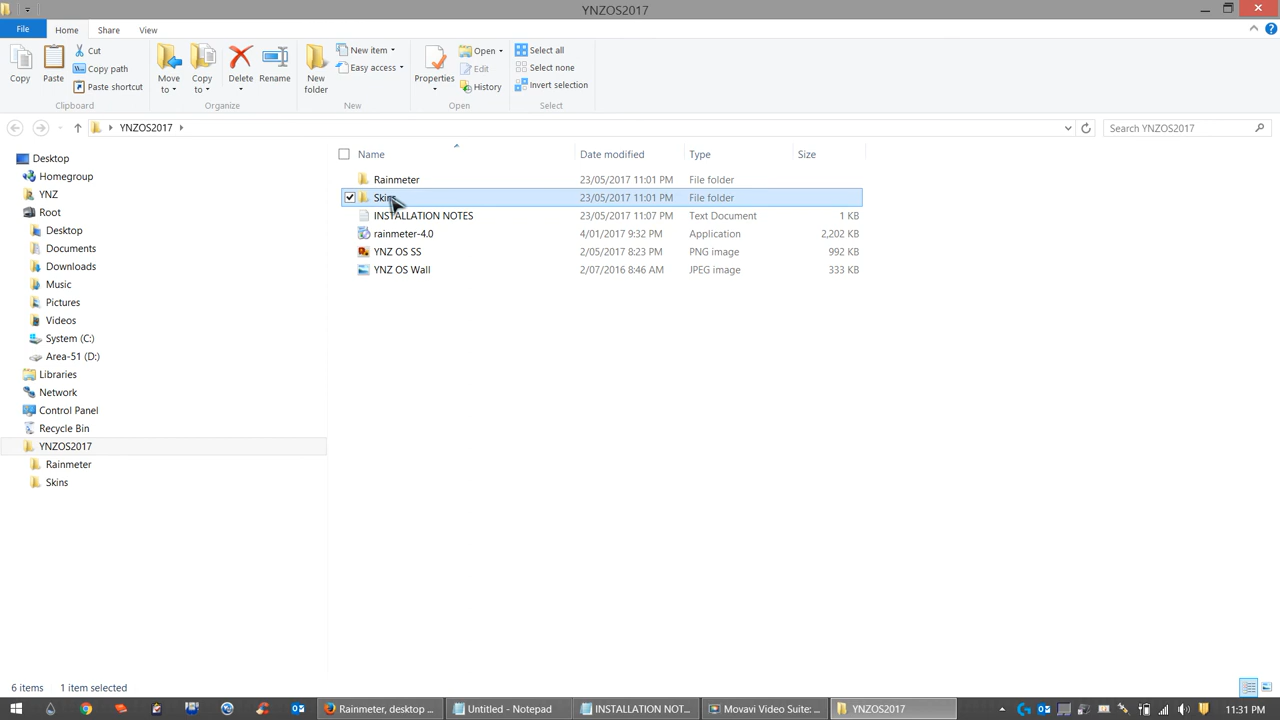 YNZOS2017
File Home Share View
Copy Paste Cut Copy path Paste shortcut Move to Copy to Delete Rename New folder New item Easy access Properties Open Edit History Select all Select none Invert selection
Clipboard Organize New Open Select
YNZOS2017 Search YNZOS2017
Desktop
Homegroup
YNZ
Root
Desktop
Documents
Downloads
Music
Pictures
Videos
System (C:)
Area-51 (D:)
Libraries
Network
Control Panel
Recycle Bin
YNZOS2017
Rainmeter
Skins
Name Date modified Type Size
Rainmeter 23/05/2017 11:01 PM File folder
Skins 23/05/2017 11:01 PM File folder
INSTALLATION NOTES 23/05/2017 11:07 PM Text Document 1 KB
rainmeter-4.0 4/01/2017 9:32 PM Application 2,202 KB
YNZ OS SS 2/05/2017 8:23 PM PNG image 992 KB
YNZ OS Wall 2/07/2016 8:46 AM JPEG image 333 KB
6 items 1 item selected
Rainmeter, desktop ... Untitled - Notepad INSTALLATION NOT... Movavi Video Suite: ... YNZOS2017 11:31 PM